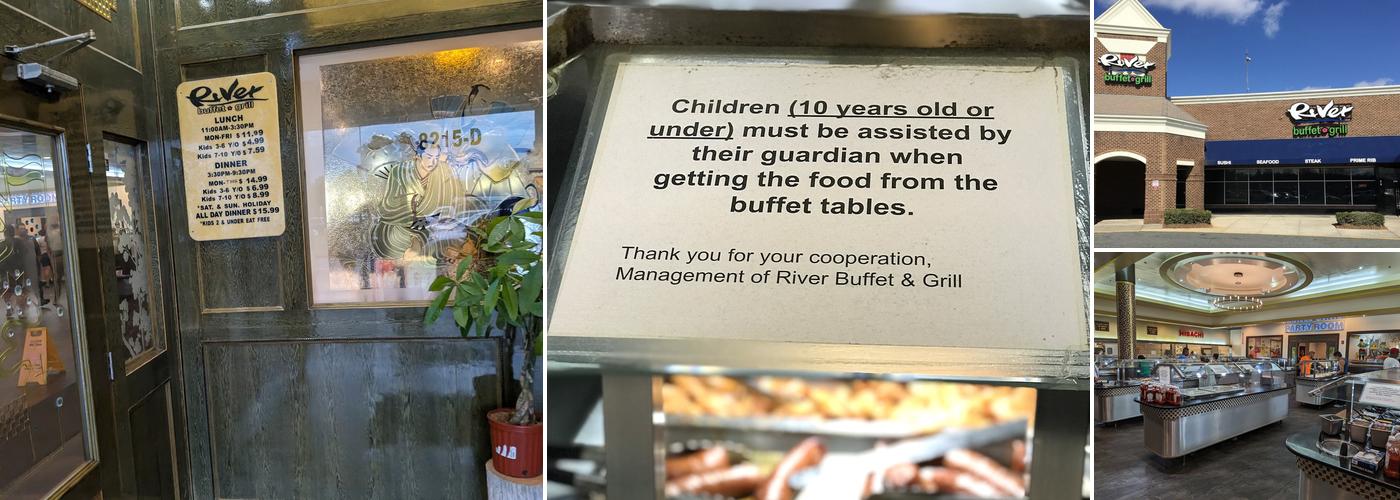 RiVer
buffet & grill
LUNCH
11:00AM-3:30PM
MON-FRI $11.99
Kids 3-6 Y/O $4.99
Kids 7-10 Y/O $7.59
DINNER
3:30PM-9:30PM
MON- $14.99
Kids 3-6 Y/O $6.99
Kids 7-10 Y/O $8.99
*SAT. & SUN. HOLIDAY
ALL DAY DINNER $15.99
*KIDS 2 & UNDER EAT FREE
8215-D
PARTY ROOM
Children (10 years old or
under) must be assisted by
their guardian when
getting the food from the
buffet tables.
Thank you for your cooperation,
Management of River Buffet & Grill
RiVer
buffet grill
RiVer
buffet grill
SUSHI SEAFOOD STEAK PRIME RIB
HIBACHI
PARTY ROOM